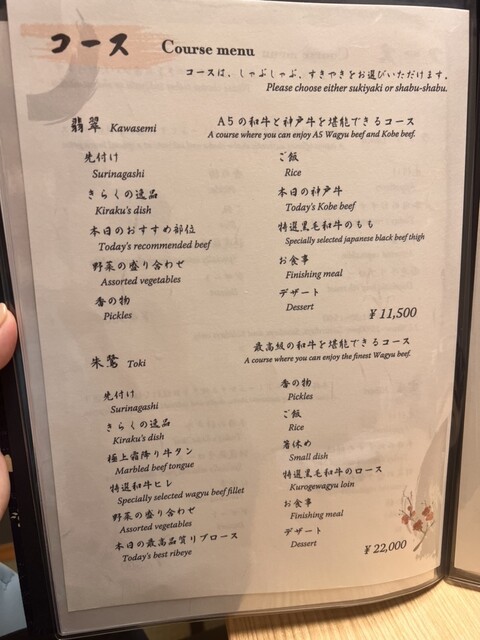 コース Course menu
コースは、しゃぶしゃぶ、すきやきをお選びいただけます。
Please choose either sukiyaki or shabu-shabu.
翡翠 Kawasemi
A5の和牛と神戸牛を堪能できるコース
A course where you can enjoy A5 Wagyu beef and Kobe beef.
先付け
Surinagashi
きらくの逸品
Kiraku's dish
本日のおすすめ部位
Today's recommended beef
野菜の盛り合わせ
Assorted vegetables
香の物
Pickles
ご飯
Rice
本日の神戸牛
Today's Kobe beef
特選黒毛和牛のもも
Specially selected japanese black beef thigh
お食事
Finishing meal
デザート
Dessert
¥11,500
朱鷺 Toki
最高級の和牛を堪能できるコース
A course where you can enjoy the finest Wagyu beef.
先付け
Surinagashi
きらくの逸品
Kiraku's dish
極上霜降り牛タン
Marbled beef tongue
特選和牛ヒレ
Specially selected wagyu beef fillet
野菜の盛り合わせ
Assorted vegetables
本日の最高品質リブロース
Today's best ribeye
香の物
Pickles
ご飯
Rice
箸休め
Small dish
特選黒毛和牛のロース
Kurogewagyu loin
お食事
Finishing meal
デザート
Dessert
¥22,000